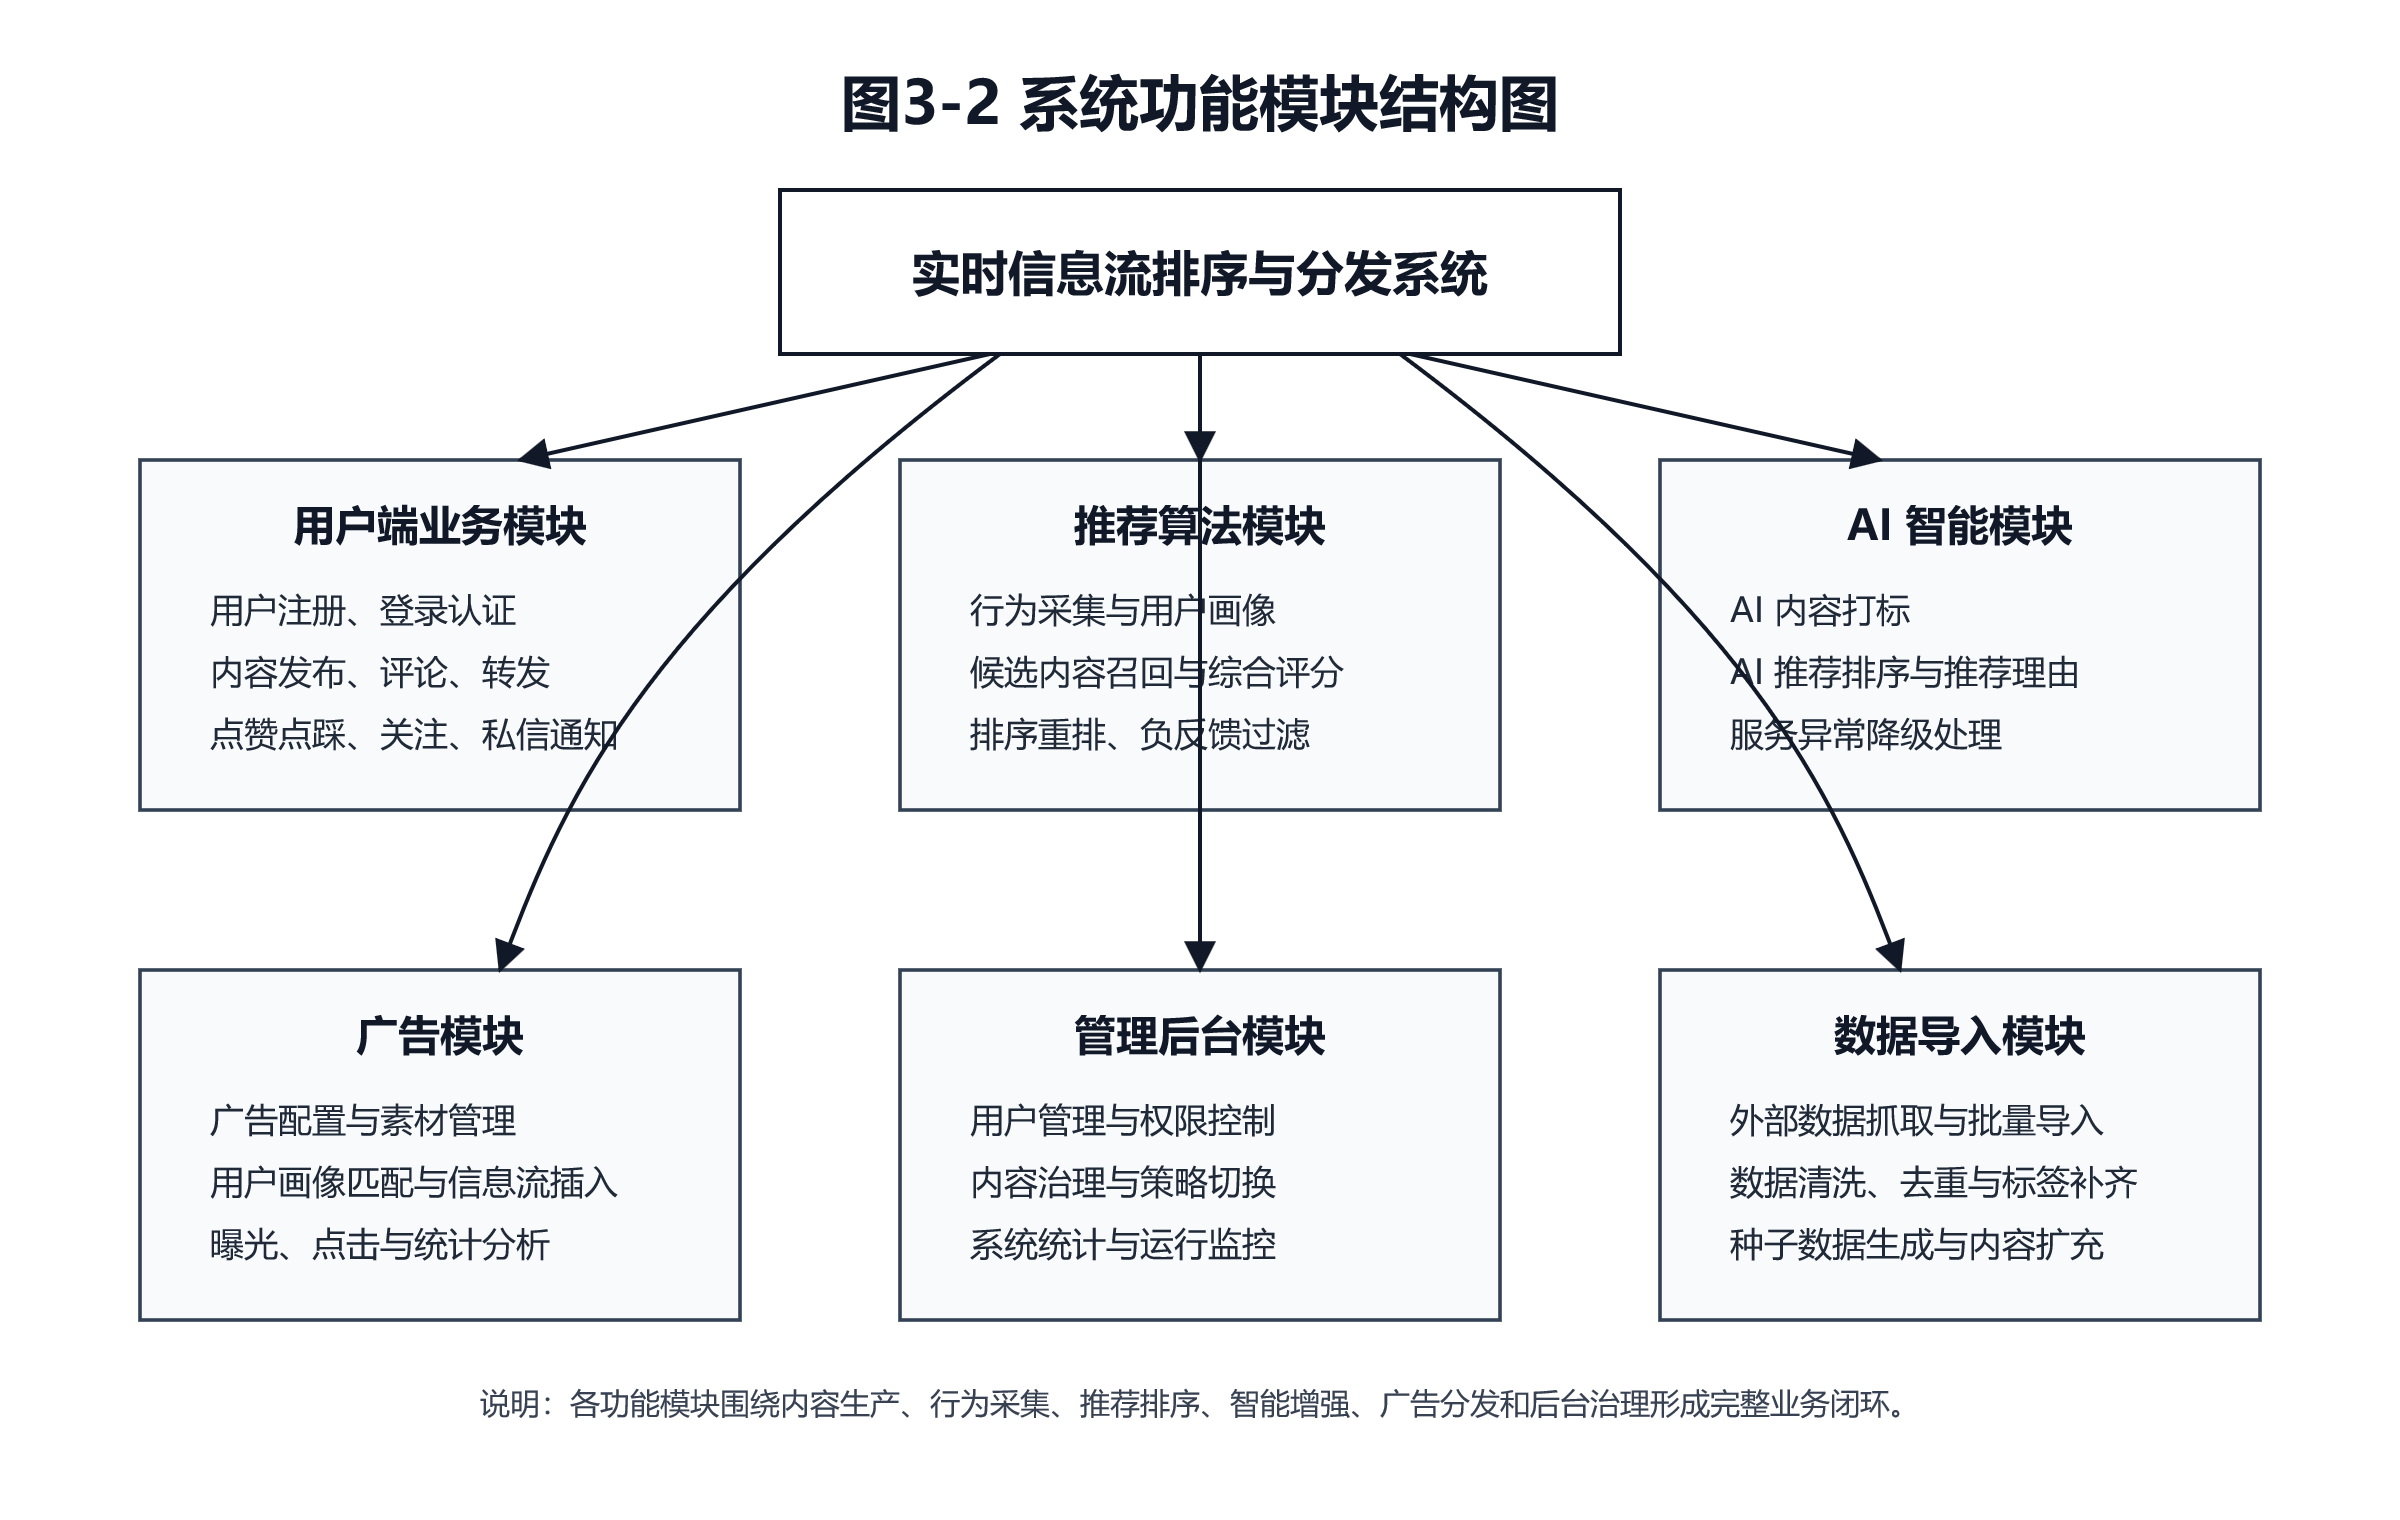 图3-2 系统功能模块结构图
实时信息流排序与分发系统
用户端业务模块
用户注册、登录认证
内容发布、评论、转发
点赞点踩、关注、私信通知
推荐算法模块
行为采集与用户画像
候选内容召回与综合评分
排序重排、负反馈过滤
AI 智能模块
AI 内容打标
AI 推荐排序与推荐理由
服务异常降级处理
广告模块
广告配置与素材管理
用户画像匹配与信息流插入
曝光、点击与统计分析
管理后台模块
用户管理与权限控制
内容治理与策略切换
系统统计与运行监控
数据导入模块
外部数据抓取与批量导入
数据清洗、去重与标签补齐
种子数据生成与内容扩充
说明：各功能模块围绕内容生产、行为采集、推荐排序、智能增强、广告分发和后台治理形成完整业务闭环。